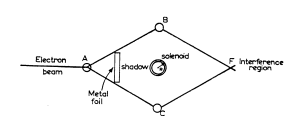 B
solenoid
Electron
beam
A
shadow
F
Interference
region
Metal
foil
C